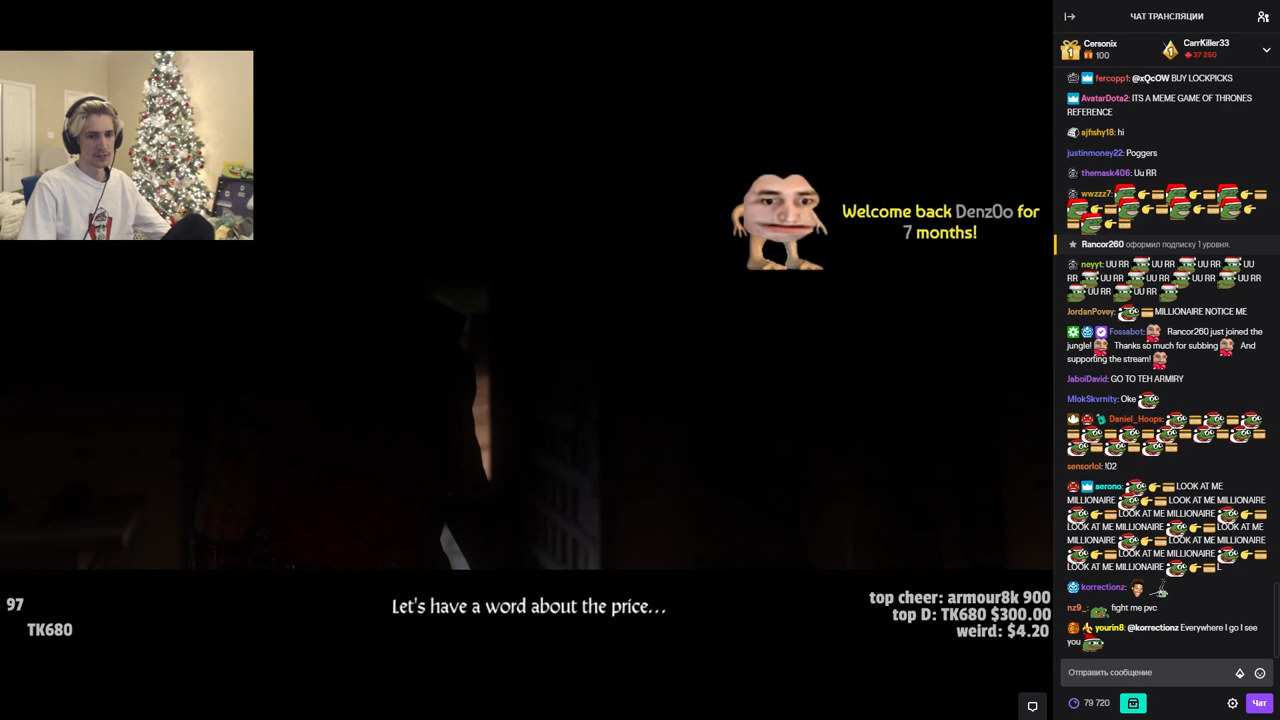 ЧАТ ТРАНСЛЯЦИИ
Cersonix
100
CarrKiller33
37 250
fercopp1: @xQcOW BUY LOCKPICKS
AvatarDota2: ITS A MEME GAME OF THRONES
REFERENCE
ajfishy18: hi
justinmoney22: Poggers
themask406: Uu RR
wwzzz7:
Rancor260 оформил подписку 1 уровня.
neyyt: UU RR UU RR UU RR UU
RR UU RR UU RR UU RR
UU RR UU RR
JordanPovey: MILLIONAIRE NOTICE ME
Fossabot: Rancor260 just joined the
jungle! Thanks so much for subbing And
supporting the stream!
JaboiDavid: GO TO TEH ARMIRY
MlokSkvrnity: Oke
Daniel_Hoops:
sensorlol: !02
aerono: LOOK AT ME
MILLIONAIRE LOOK AT ME MILLIONAIRE
LOOK AT ME MILLIONAIRE
LOOK AT ME MILLIONAIRE LOOK AT ME
MILLIONAIRE LOOK AT ME MILLIONAIRE
LOOK AT ME MILLIONAIRE
LOOK AT ME MILLIONAIRE L
korrectionz:
nz9_: fight me pvc
yourin8: @korrectionz Everywhere I go I see
you
Отправить сообщение
79 720
Чат
Welcome back Denz0o for
7 months!
97
TK680
Let's have a word about the price...
top cheer: armour8k 900
top D: TK680 $300.00
weird: $4.20